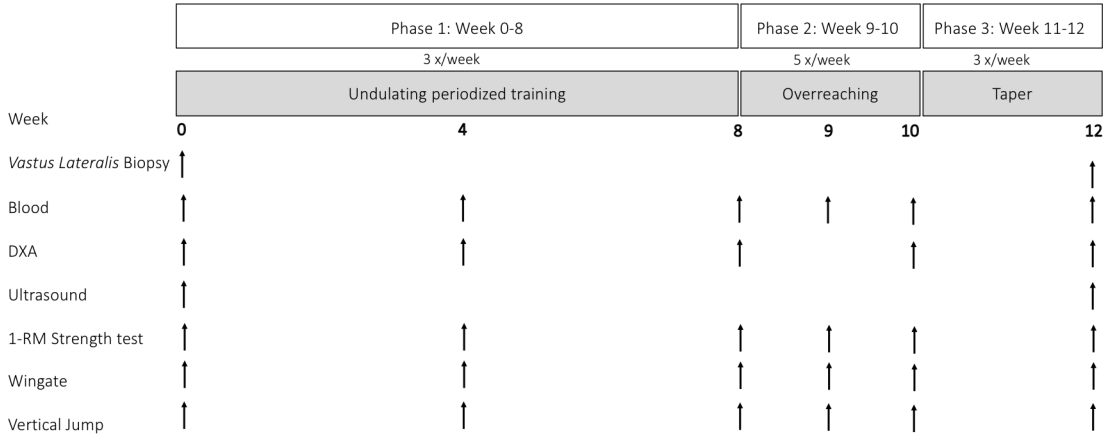 Phase 1: Week 0-8 Phase 2: Week 9-10 Phase 3: Week 11-12
3 x/week 5 x/week 3 x/week
Undulating periodized training Overreaching Taper
Week
0 4 8 9 10 12
Vastus Lateralis Biopsy
Blood
DXA
Ultrasound
1-RM Strength test
Wingate
Vertical Jump